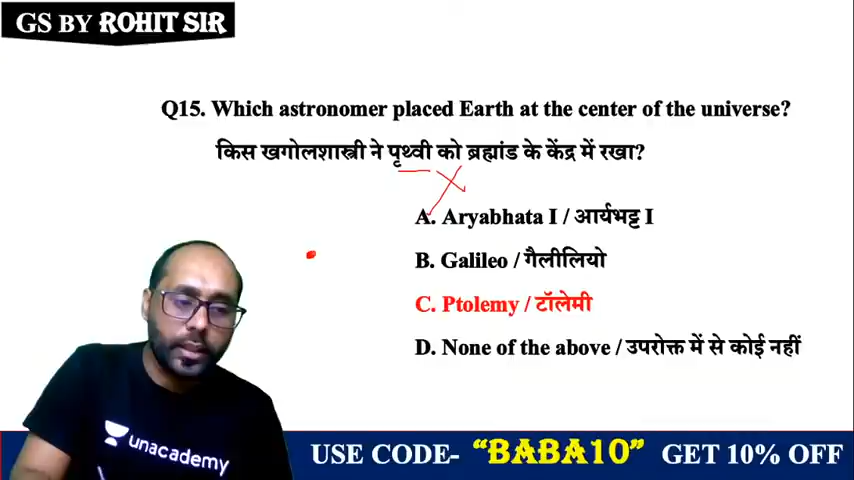 GS BY ROHIT SIR
Q15. Which astronomer placed Earth at the center of the universe?
किस खगोलशास्त्री ने पृथ्वी को ब्रह्मांड के केंद्र में रखा?
A. Aryabhata I / आर्यभट्ट I
B. Galileo / गैलीलियो
C. Ptolemy / टॉलेमी
D. None of the above / उपरोक्त में से कोई नहीं
unacademy
USE CODE- “BABA10” GET 10% OFF